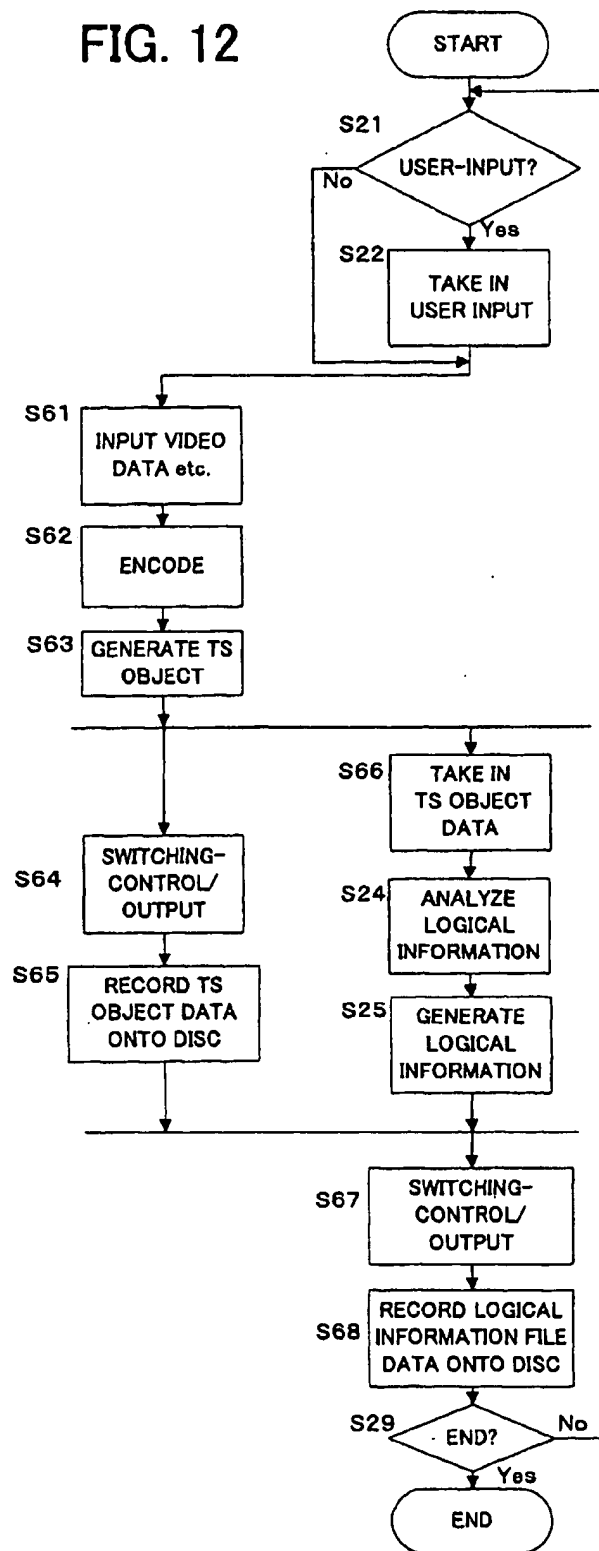 FIG. 12
START
S21
USER-INPUT?
No
Yes
S22
TAKE IN
USER INPUT
S61
INPUT VIDEO
DATA etc.
S62
ENCODE
S63
GENERATE TS
OBJECT
S66
TAKE IN
TS OBJECT
DATA
S64
SWITCHING-
CONTROL/
OUTPUT
S24
ANALYZE
LOGICAL
INFORMATION
S65
RECORD TS
OBJECT DATA
ONTO DISC
S25
GENERATE
LOGICAL
INFORMATION
S67
SWITCHING-
CONTROL/
OUTPUT
S68
RECORD LOGICAL
INFORMATION FILE
DATA ONTO DISC
S29
END?
No
Yes
END